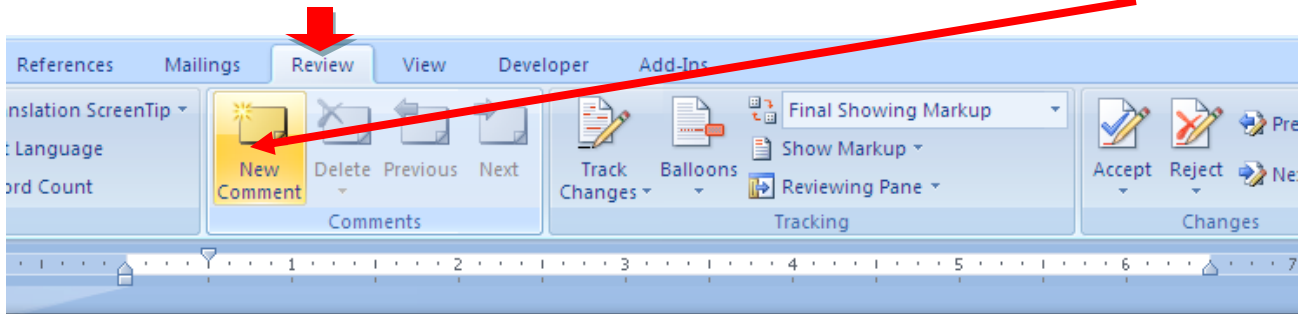 References Mailings Review View Developer Add-Ins
nslation ScreenTip
Language
ord Count
New
Comment
Delete Previous Next
Comments
Track
Changes
Balloons
Final Showing Markup
Show Markup
Reviewing Pane
Tracking
Accept Reject
Pre
Ne
Changes
1 2 3 4 5 6 7